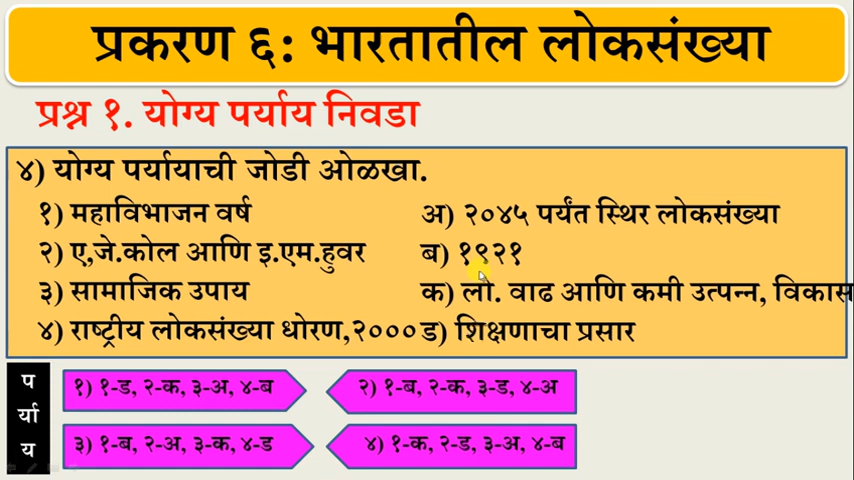 प्रकरण ६: भारतातील लोकसंख्या
प्रश्न १. योग्य पर्याय निवडा
४) योग्य पर्यायाची जोडी ओळखा.
१) महाविभाजन वर्ष अ) २०४५ पर्यंत स्थिर लोकसंख्या
२) ए,जे.कोल आणि इ.एम.हुवर ब) १९२१
३) सामाजिक उपाय क) लो. वाढ आणि कमी उत्पन्न, विकास
४) राष्ट्रीय लोकसंख्या धोरण,२००० ड) शिक्षणाचा प्रसार
पर्याय
१) १-ड, २-क, ३-अ, ४-ब २) १-ब, २-क, ३-ड, ४-अ
३) १-ब, २-अ, ३-क, ४-ड ४) १-क, २-ड, ३-अ, ४-ब